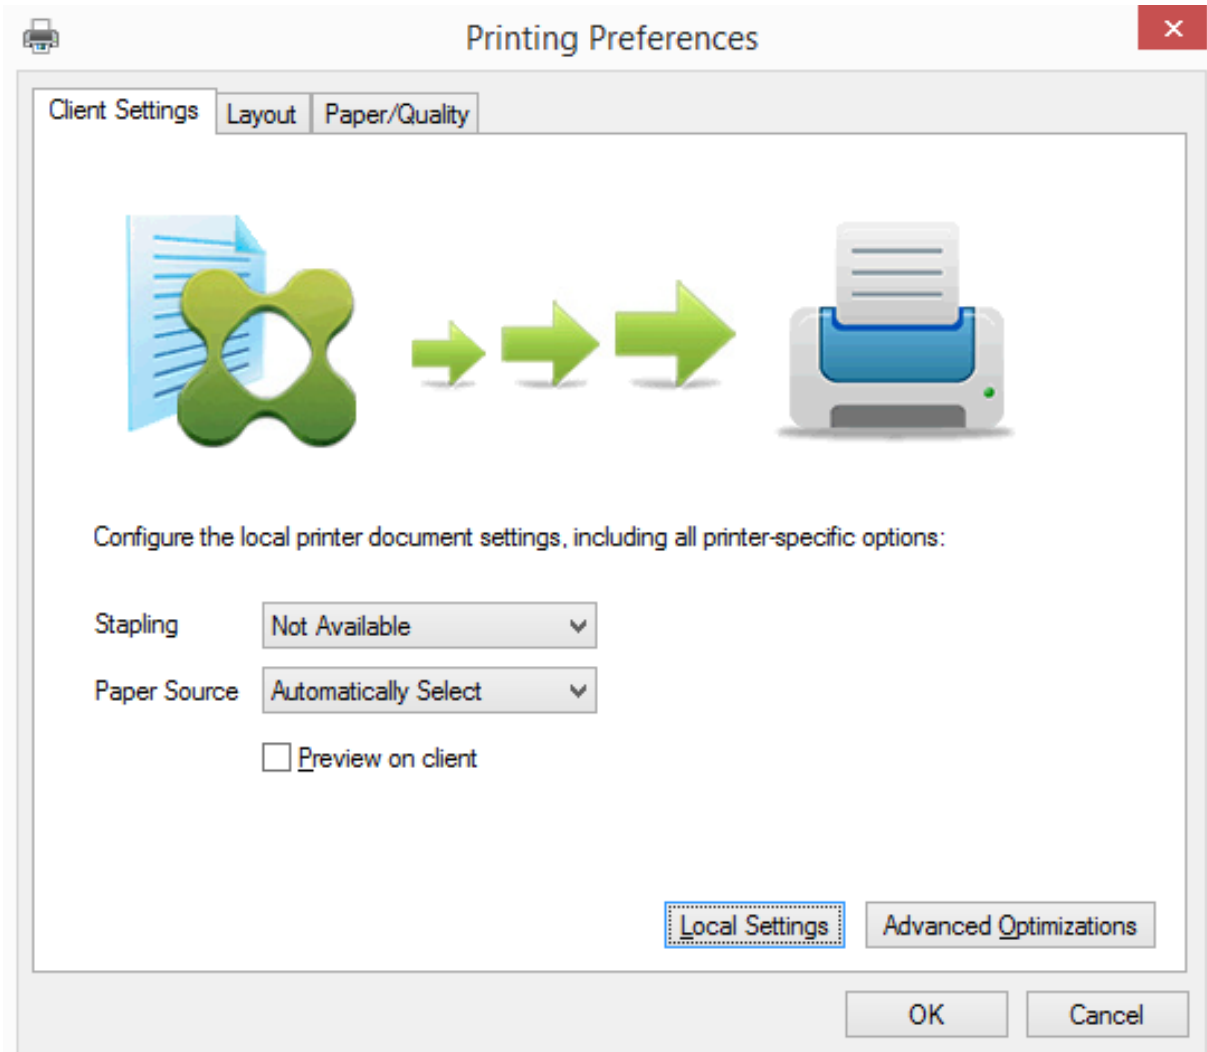 Printing Preferences
Client Settings
Layout
Paper/Quality
Configure the local printer document settings, including all printer-specific options:
Stapling
Not Available
Paper Source
Automatically Select
Preview on client
Local Settings
Advanced Optimizations
OK
Cancel